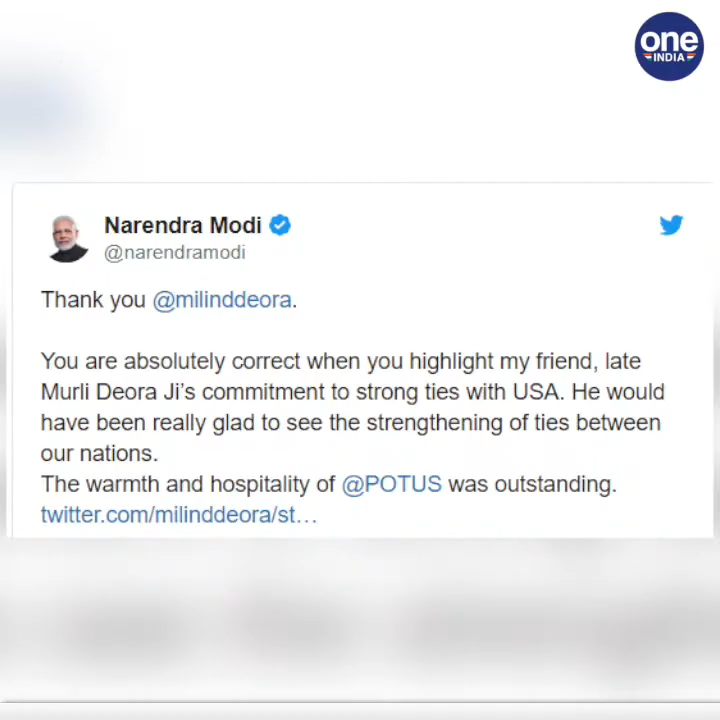 one
INDIA
Narendra Modi
@narendramodi
Thank you @milinddeora.
You are absolutely correct when you highlight my friend, late
Murli Deora Ji’s commitment to strong ties with USA. He would
have been really glad to see the strengthening of ties between
our nations.
The warmth and hospitality of @POTUS was outstanding.
twitter.com/milinddeora/st…